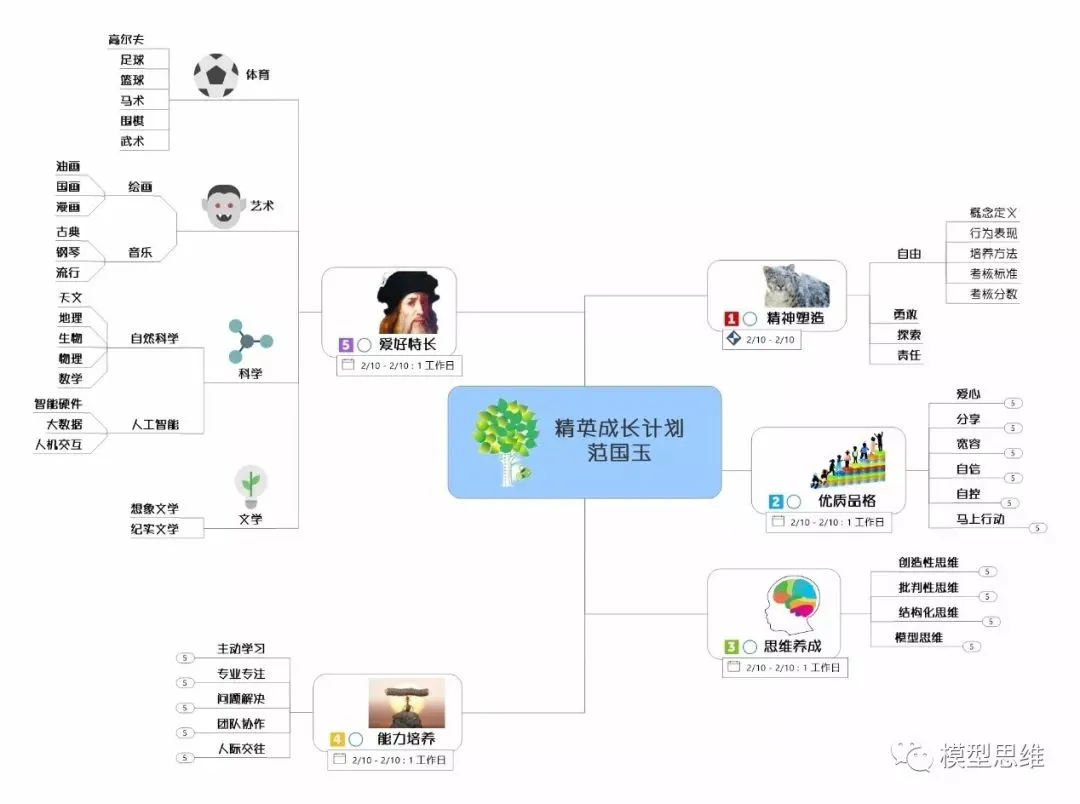 精英成长计划
范国玉
1 精神塑造
2/10 - 2/10
自由
概念定义
行为表现
培养方法
考核标准
考核分数
勇敢
探索
责任
2 优质品格
2/10 - 2/10 : 1 工作日
爱心 5
分享 5
宽容 5
自信 5
自控 5
马上行动 5
3 思维养成
2/10 - 2/10 : 1 工作日
创造性思维 5
批判性思维 5
结构化思维 5
模型思维 5
4 能力培养
2/10 - 2/10 : 1 工作日
主动学习 5
专业专注 5
问题解决 5
团队协作 5
人际交往 5
5 爱好特长
2/10 - 2/10 : 1 工作日
体育
高尔夫
足球
篮球
马术
围棋
武术
艺术
绘画
油画
国画
漫画
音乐
古典
钢琴
流行
科学
自然科学
天文
地理
生物
物理
数学
人工智能
智能硬件
大数据
人机交互
文学
想象文学
纪实文学
模型思维